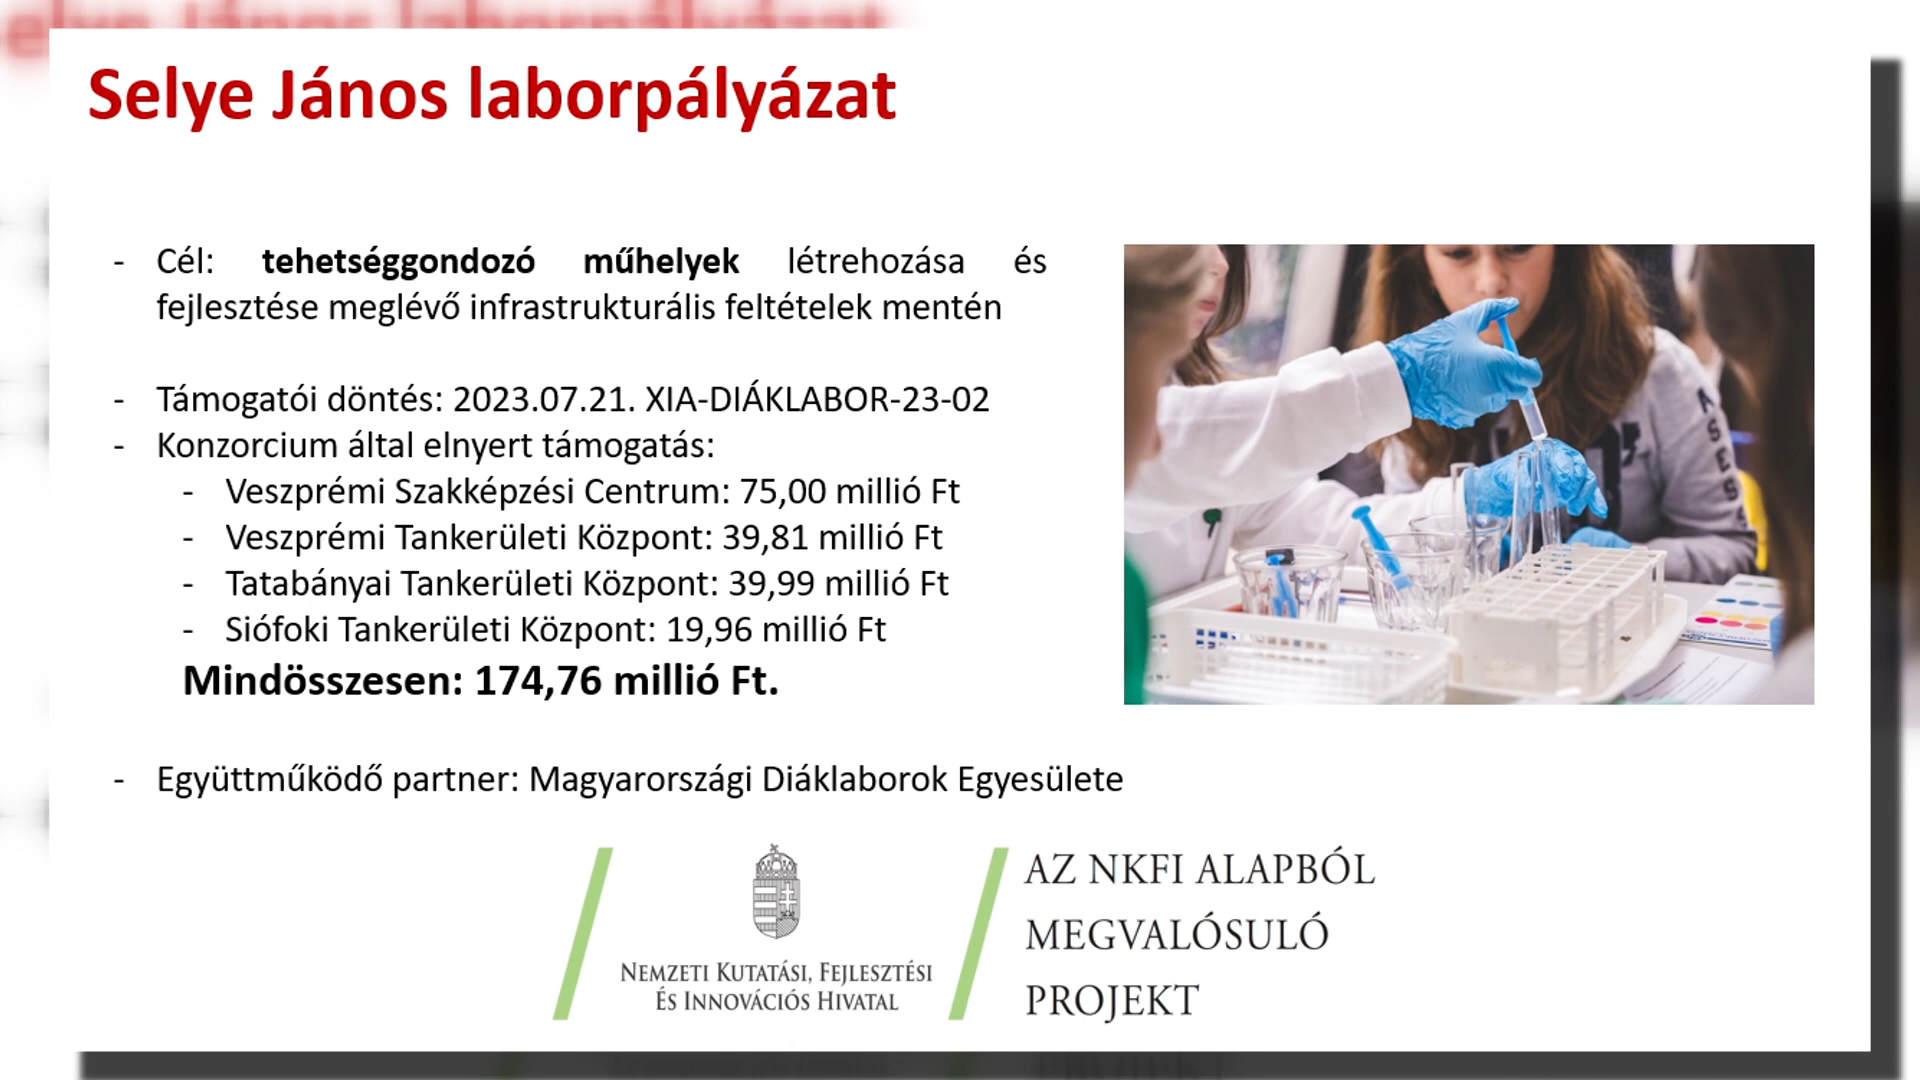 Selye János laborpályázat
- Cél: tehetséggondozó műhelyek létrehozása és
fejlesztése meglévő infrastrukturális feltételek mentén
- Támogatói döntés: 2023.07.21. XIA-DIÁKLABOR-23-02
- Konzorcium által elnyert támogatás:
- Veszprémi Szakképzési Centrum: 75,00 millió Ft
- Veszprémi Tankerületi Központ: 39,81 millió Ft
- Tatabányai Tankerületi Központ: 39,99 millió Ft
- Siófoki Tankerületi Központ: 19,96 millió Ft
Mindösszesen: 174,76 millió Ft.
- Együttműködő partner: Magyarországi Diáklaborok Egyesülete
NEMZETI KUTATÁSI, FEJLESZTÉSI
ÉS INNOVÁCIÓS HIVATAL
AZ NKFI ALAPBÓL
MEGVALÓSULÓ
PROJEKT